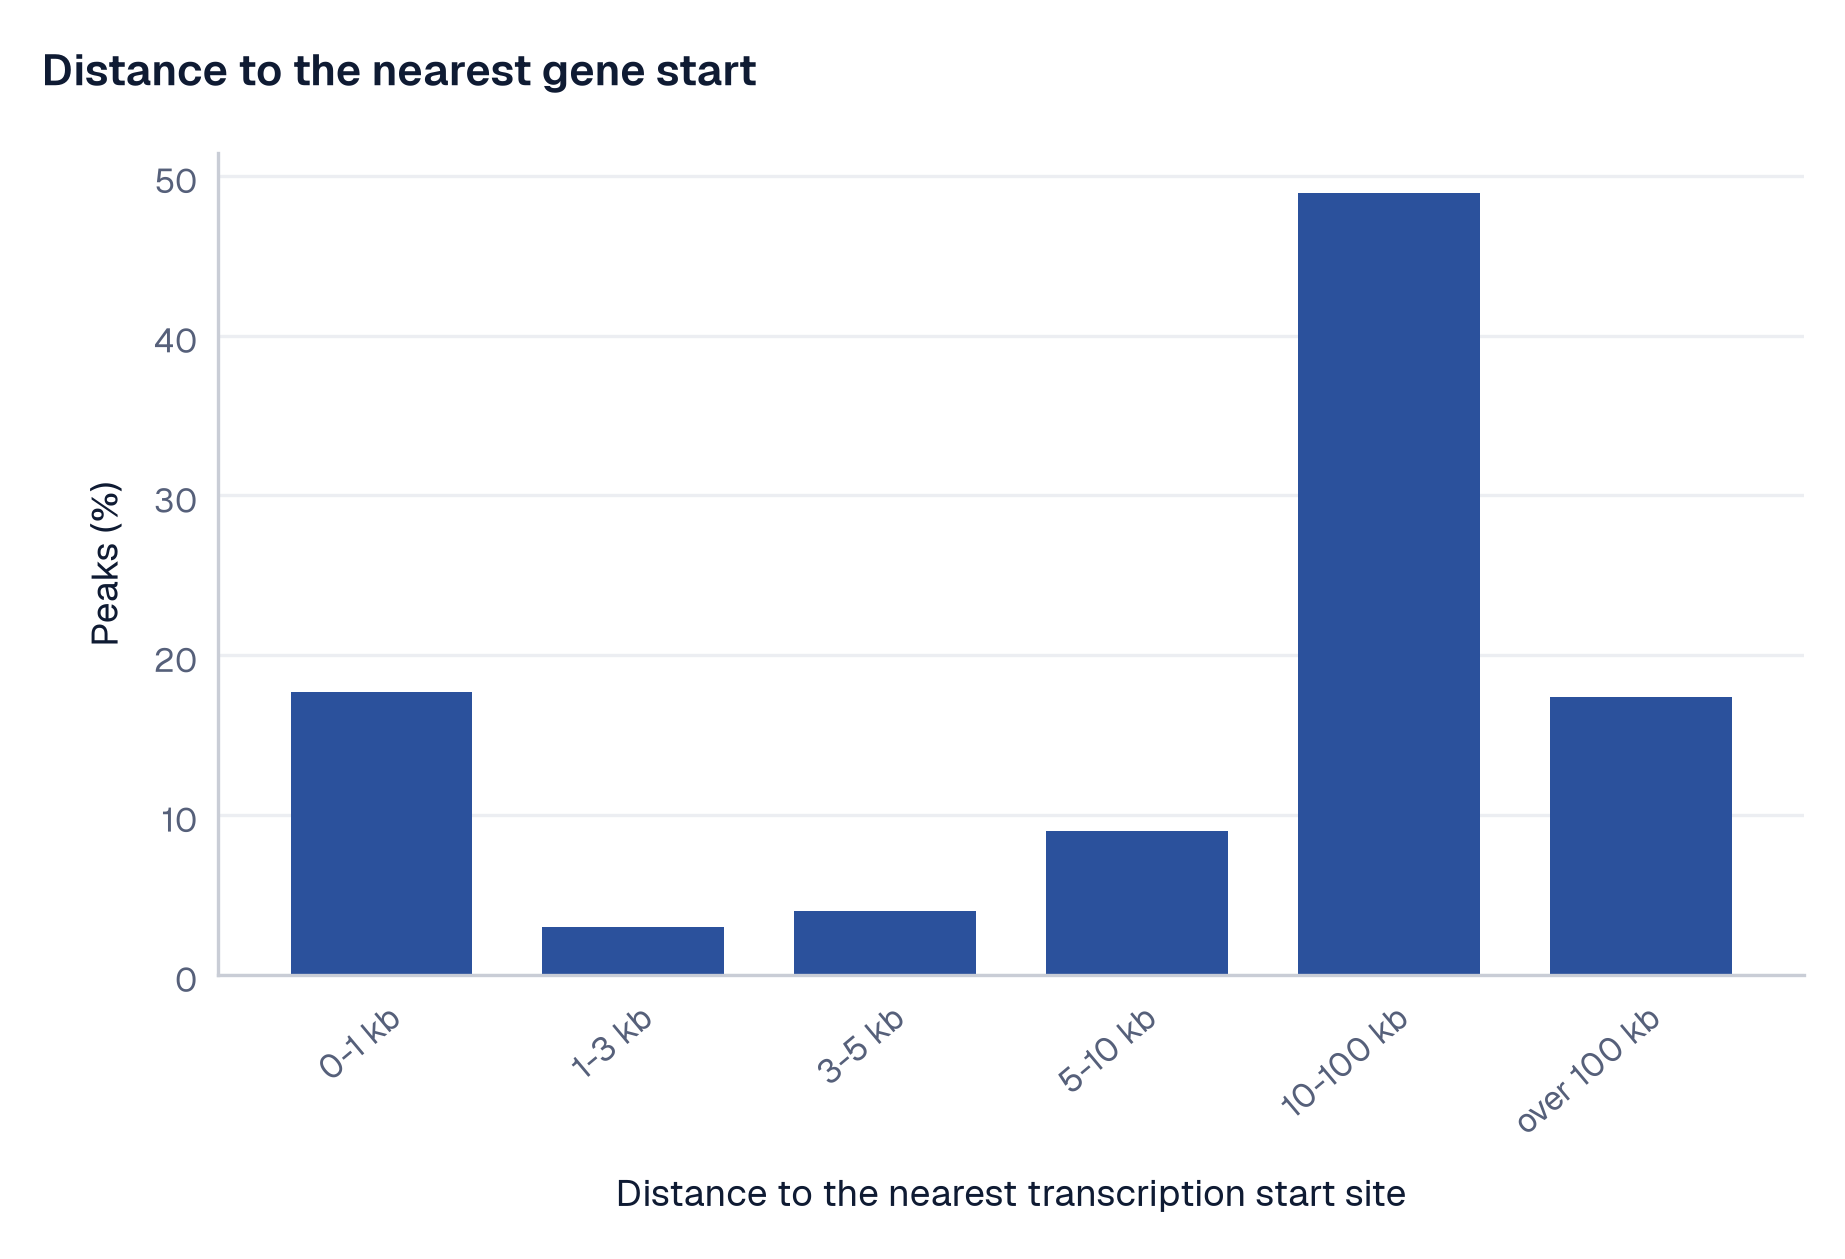 Distance to the nearest gene start
Peaks (%)
50
40
30
20
10
0
0-1 kb
1-3 kb
3-5 kb
5-10 kb
10-100 kb
over 100 kb
Distance to the nearest transcription start site